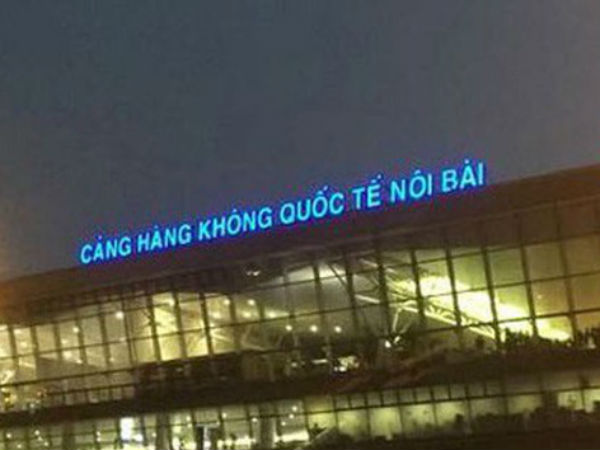 CẢNG HÀNG KHÔNG QUỐC TẾ NỘI BÀI